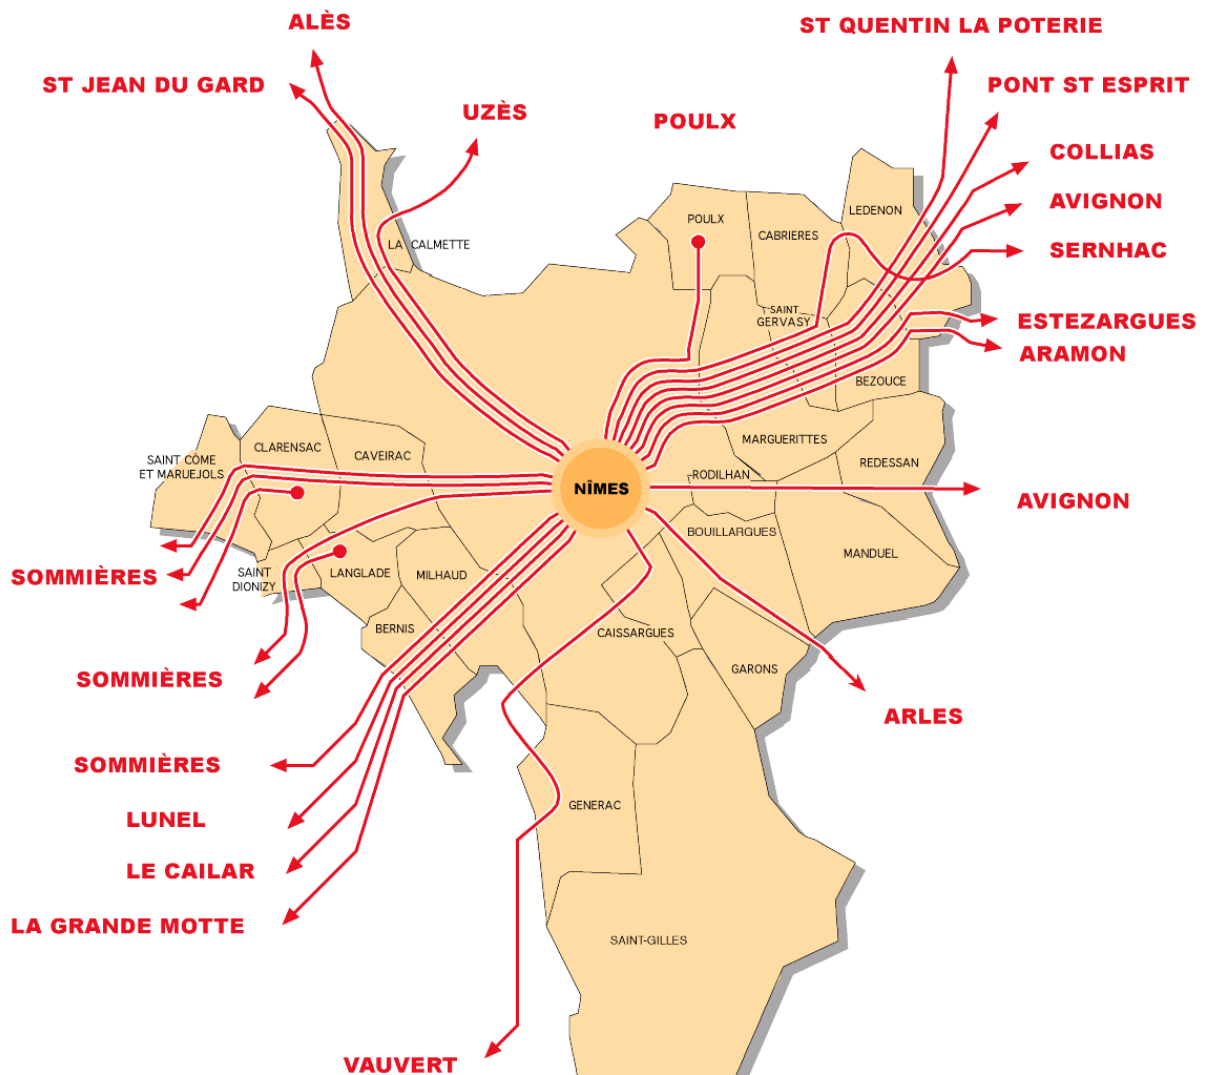 ALÈS
ST QUENTIN LA POTERIE
ST JEAN DU GARD
PONT ST ESPRIT
UZÈS
POULX
COLLIAS
AVIGNON
LEDENON
POULX
CABRIERES
LA CALMETTE
SERNHAC
SAINT
GERVASY
ESTEZARGUES
ARAMON
BEZOUCE
MARGUERITTES
CLARENSAC
CAVEIRAC
SAINT CÔME
ET MARUEJOLS
REDESSAN
RODILHAN
NÎMES
AVIGNON
BOUILLARGUES
MANDUEL
SOMMIÈRES
SAINT
DIONIZY
LANGLADE
MILHAUD
BERNIS
CAISSARGUES
GARONS
SOMMIÈRES
ARLES
SOMMIÈRES
GENERAC
LUNEL
LE CAILAR
LA GRANDE MOTTE
SAINT-GILLES
VAUVERT